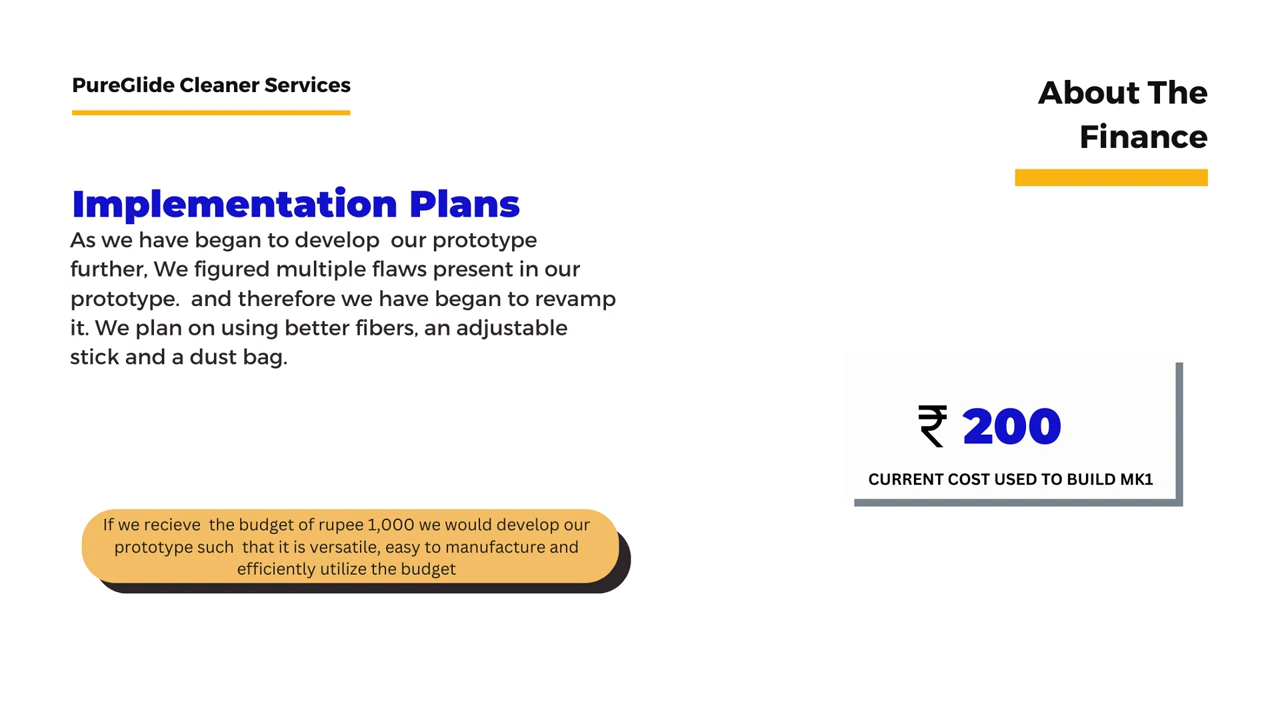 PureGlide Cleaner Services
About The
Finance
Implementation Plans
As we have began to develop  our prototype
further, We figured multiple flaws present in our
prototype.  and therefore we have began to revamp
it. We plan on using better fibers, an adjustable
stick and a dust bag.
₹ 200
CURRENT COST USED TO BUILD MK1
If we recieve  the budget of rupee 1,000 we would develop our
prototype such  that it is versatile, easy to manufacture and
efficiently utilize the budget